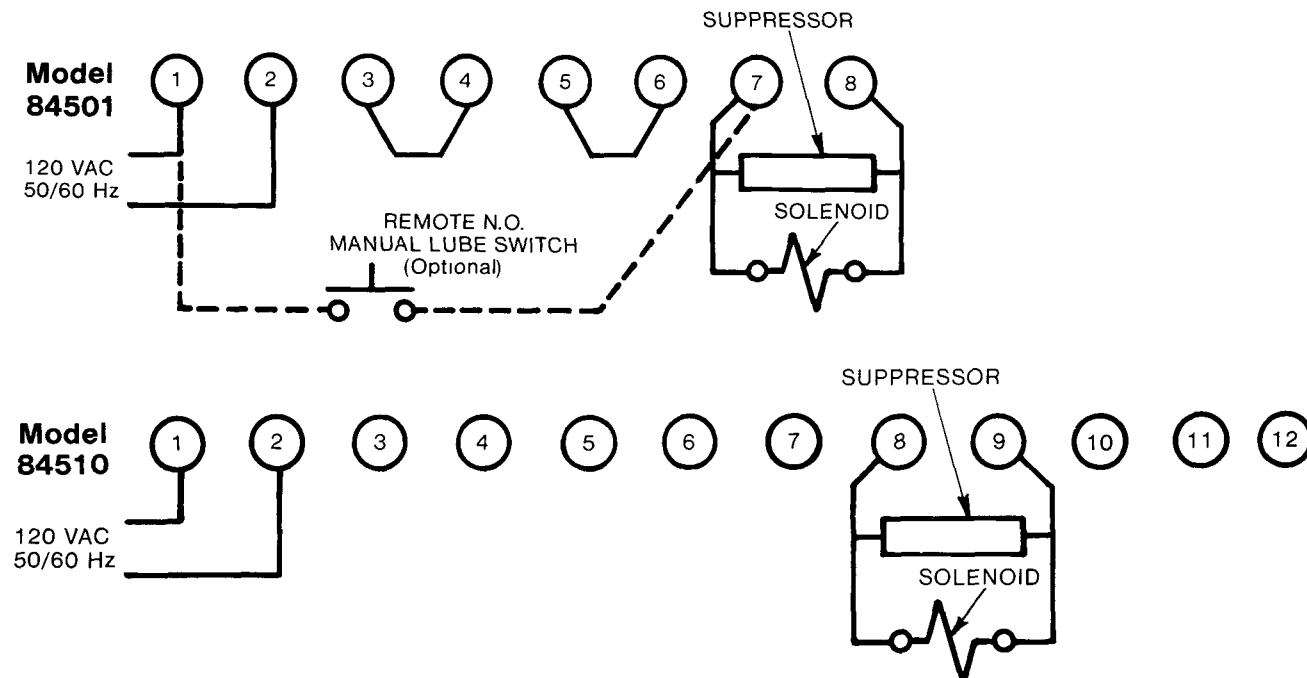 SUPPRESSOR
Model
84501
1 2 3 4 5 6 7 8
120 VAC
50/60 Hz
REMOTE N.O.
MANUAL LUBE SWITCH
(Optional)
SOLENOID
SUPPRESSOR
Model
84510
1 2 3 4 5 6 7 8 9 10 11 12
120 VAC
50/60 Hz
SOLENOID